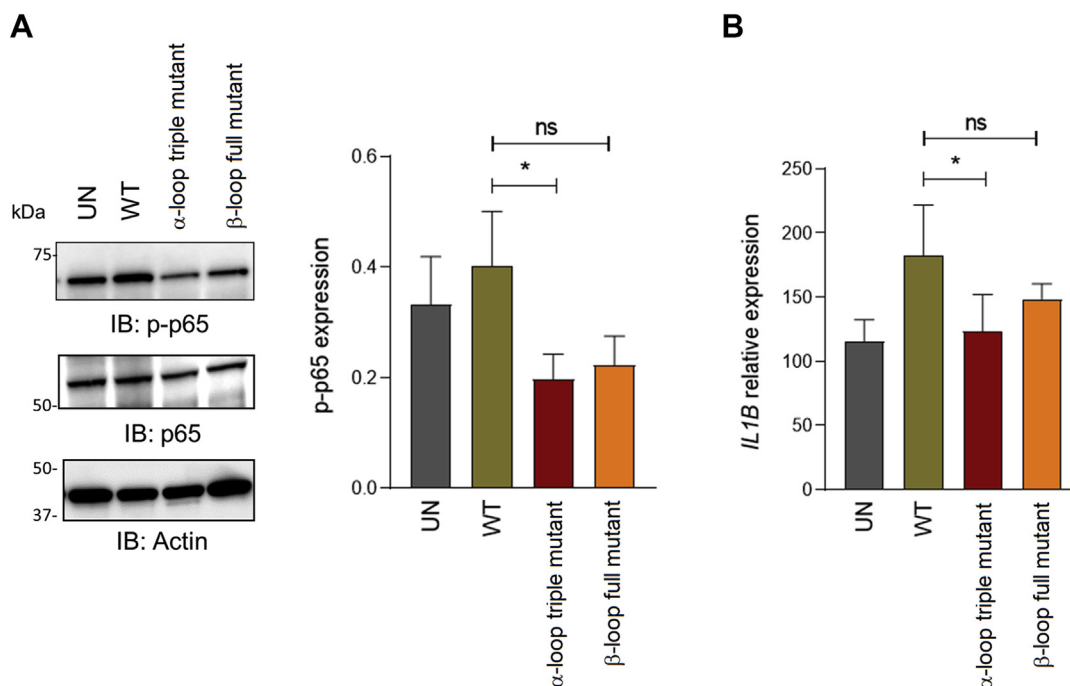 A
kDa
UN
WT
α-loop triple mutant
β-loop full mutant
75-
IB: p-p65
50-
IB: p65
50-
37-
IB: Actin
p-p65 expression
0.6
0.4
0.2
0.0
ns
*
UN
WT
α-loop triple mutant
β-loop full mutant
B
IL1B relative expression
250
200
150
100
50
0
ns
*
UN
WT
α-loop triple mutant
β-loop full mutant